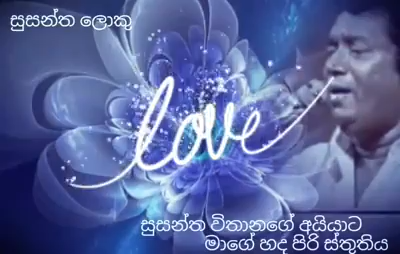 සුසන්ත ලොකු
love
සුසන්ත විතානගේ අයියාට
මාගේ හද පිරි ස්තුතිය